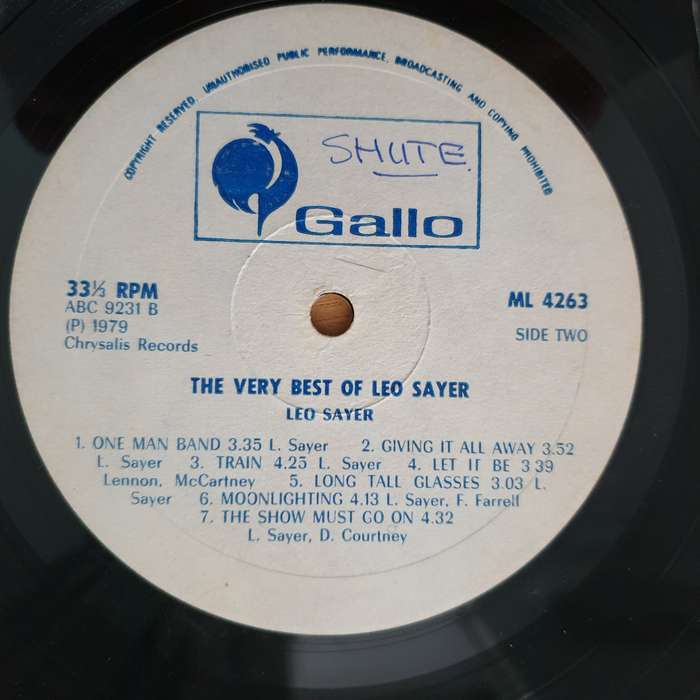 COPYRIGHT RESERVED, UNAUTHORISED PUBLIC PERFORMANCE, BROADCASTING AND COPYING PROHIBITED
SHUTE.
Gallo
33⅓ RPM
ABC 9231 B
(P) 1979
Chrysalis Records
ML 4263
SIDE TWO
THE VERY BEST OF LEO SAYER
LEO SAYER
1. ONE MAN BAND 3.35 L. Sayer 2. GIVING IT ALL AWAY 3.52
L. Sayer 3. TRAIN 4.25 L. Sayer 4. LET IF BE 3 39
Lennon, McCartney 5. LONG TALL GLASSES 3.03 L.
Sayer 6. MOONLIGHTING 4.13 L. Sayer, F. Farrell
7. THE SHOW MUST GO ON 4.32
L. Sayer, D. Courtney